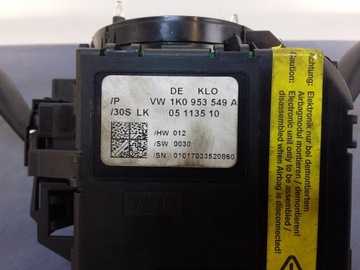 DE KLO
/P VW 1K0 953 549 A
/30S LK 05 1135 10
/HW 012
/SW 0030
/SN 01017033520860
Achtung:
Elektronik nur bei demontiertem
Airbagmodul montieren / demontieren
/ Caution:
Electronic unit only to be assembled /
disassembled when Airbag is
disconnected!